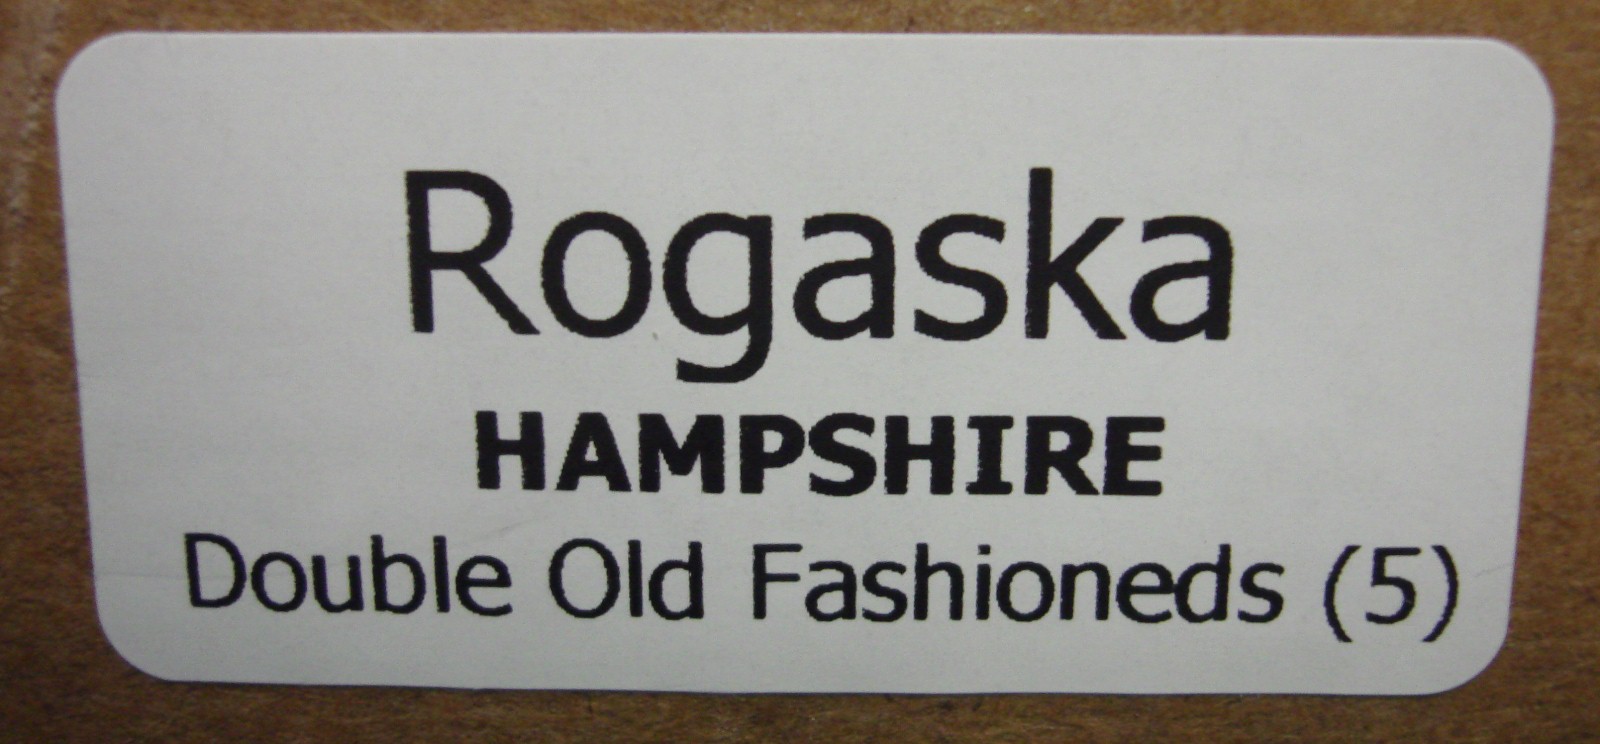 Rogaska
HAMPSHIRE
Double Old Fashioneds (5)